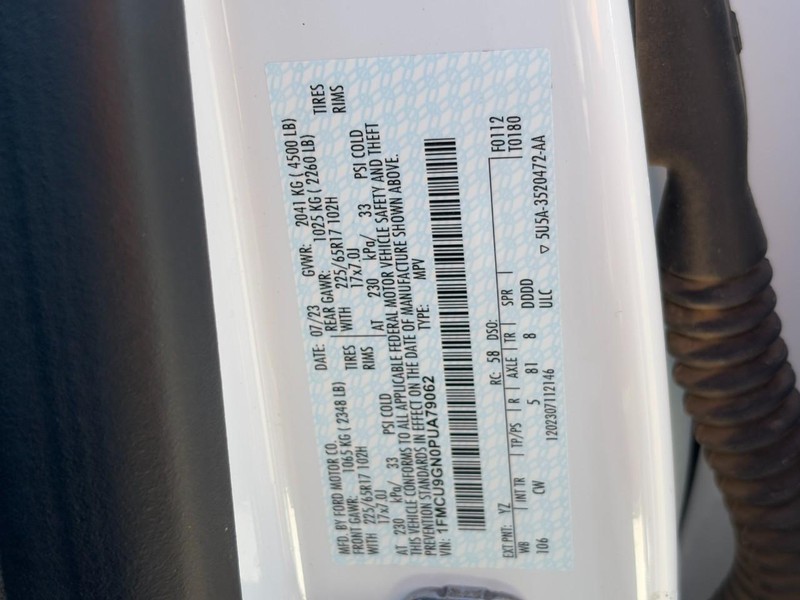 MFD. BY FORD MOTOR CO.
DATE: 07/23 GVWR: 2041 KG ( 4500 LB)
FRONT GAWR: 1065 KG ( 2348 LB) REAR GAWR: 1025 KG ( 2260 LB)
WITH 225/65R17 102H TIRES WITH 225/65R17 102H TIRES
17x7.0J RIMS 17x7.0J RIMS
AT 230 kPa/ 33 PSI COLD AT 230 kPa/ 33 PSI COLD
THIS VEHICLE CONFORMS TO ALL APPLICABLE FEDERAL MOTOR VEHICLE SAFETY AND THEFT
PREVENTION STANDARDS IN EFFECT ON THE DATE OF MANUFACTURE SHOWN ABOVE.
VIN: 1FMCU9GN0PUA79062 TYPE: MPV
F0112
T0180
EXT PNT: YZ RC: 58 DSO:
WB INT TR TP/PS R AXLE TR SPR
106 CW 5 81 8 DDDD
1202307112146 ULC ▽ 5U5A-3520472-AA